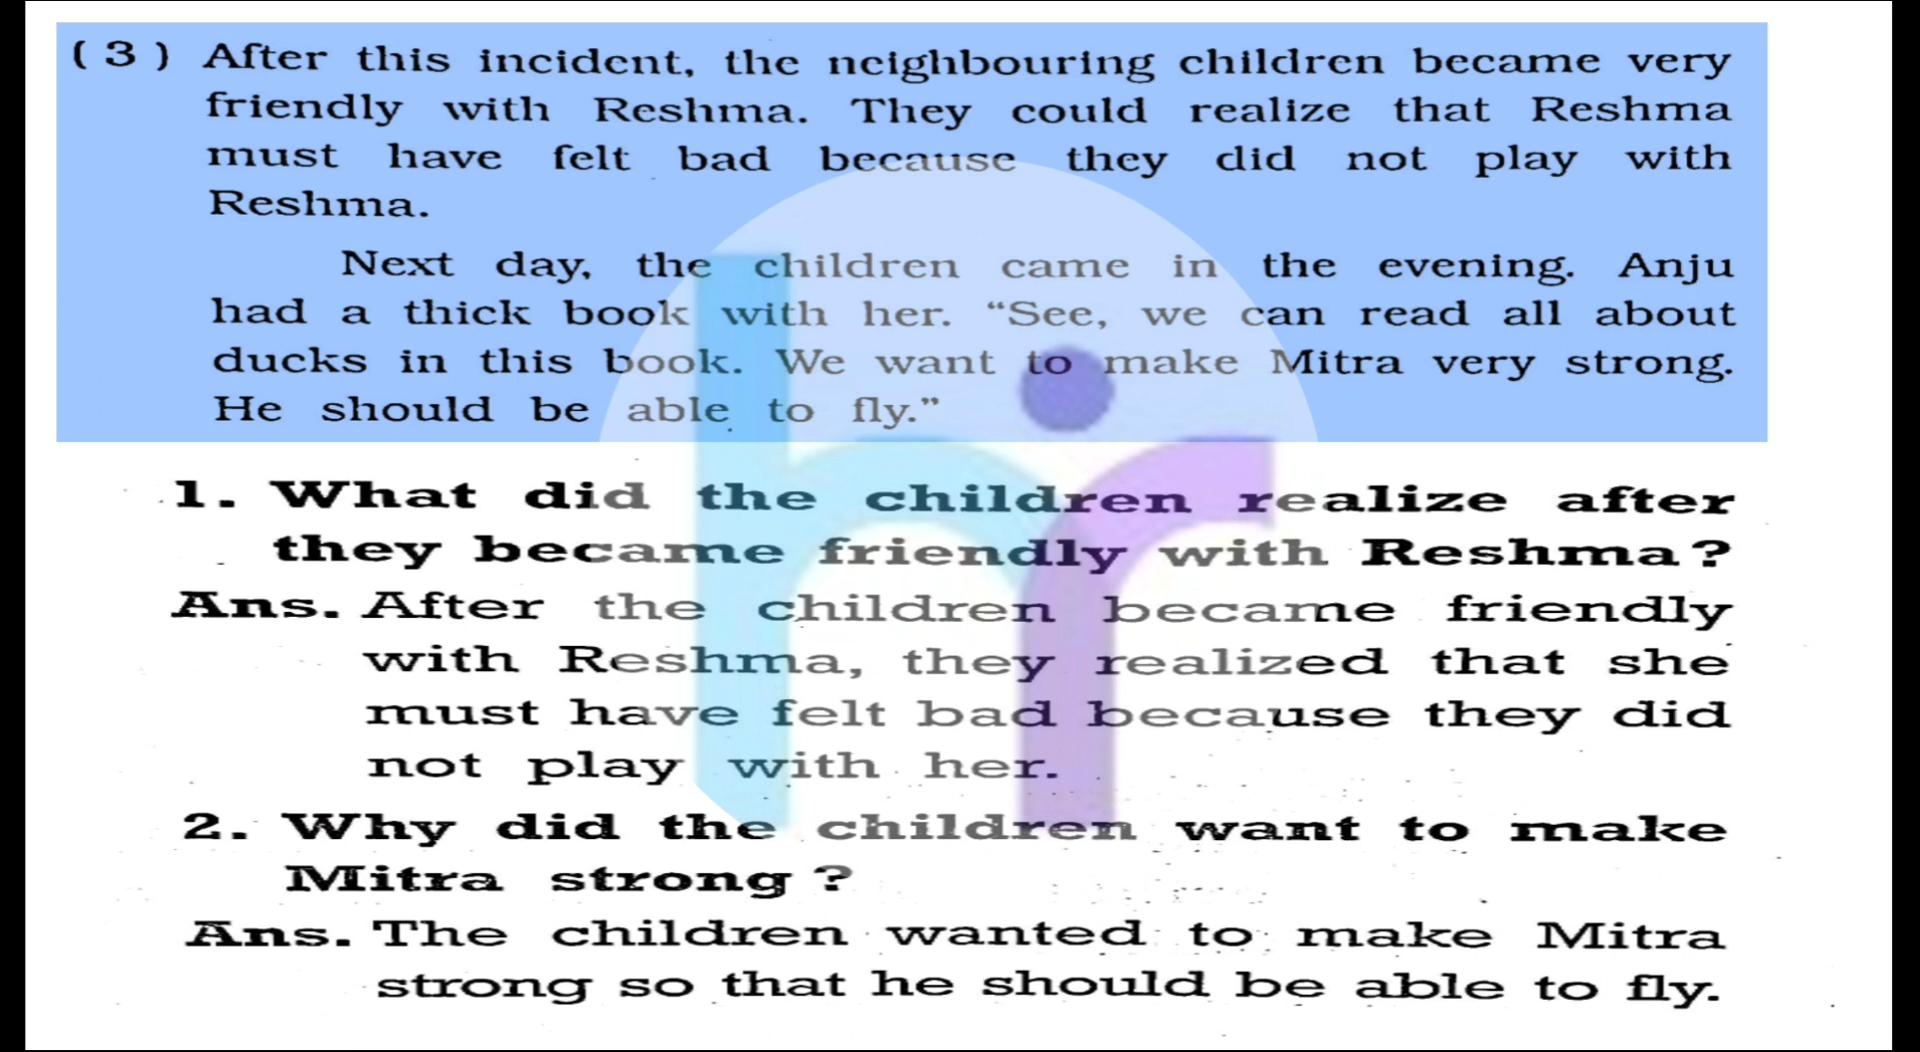 (3) After this incident, the neighbouring children became very
friendly with Reshma. They could realize that Reshma
must have felt bad because they did not play with
Reshma.
Next day, the children came in the evening. Anju
had a thick book with her. “See, we can read all about
ducks in this book. We want to make Mitra very strong.
He should be able to fly.”
1. What did the children realize after
they became friendly with Reshma?
Ans. After the children became friendly
with Reshma, they realized that she
must have felt bad because they did
not play with her.
2. Why did the children want to make
Mitra strong?
Ans. The children wanted to make Mitra
strong so that he should be able to fly.
hr